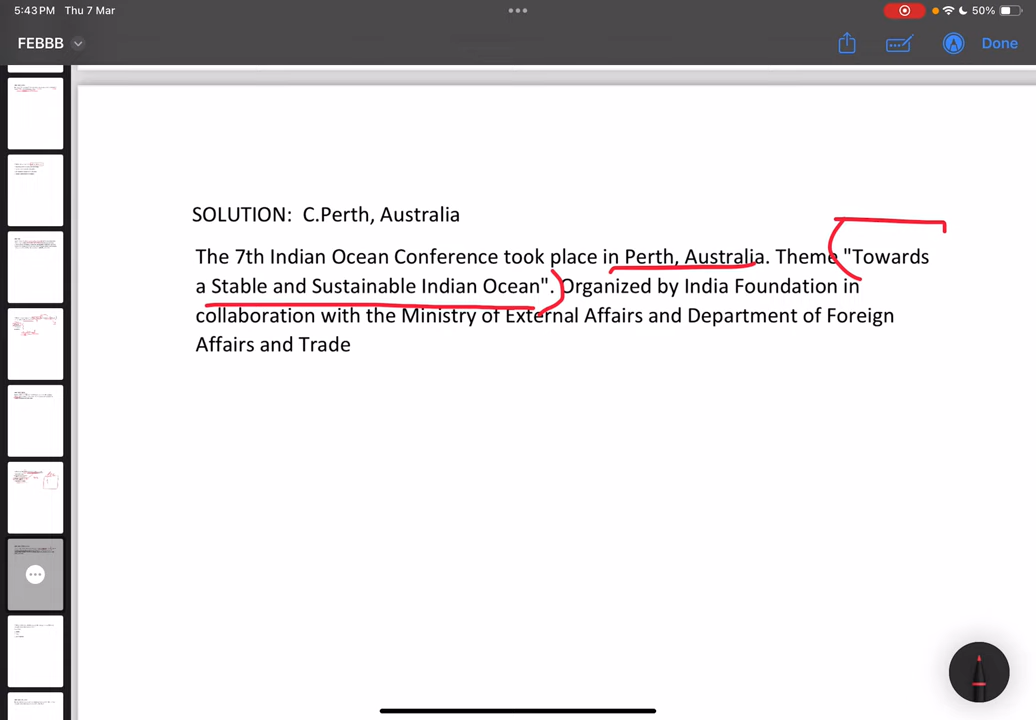 5:43 PM Thu 7 Mar
50%
FEBBB
Done
SOLUTION: C.Perth, Australia
The 7th Indian Ocean Conference took place in Perth, Australia. Theme "Towards
a Stable and Sustainable Indian Ocean". Organized by India Foundation in
collaboration with the Ministry of External Affairs and Department of Foreign
Affairs and Trade